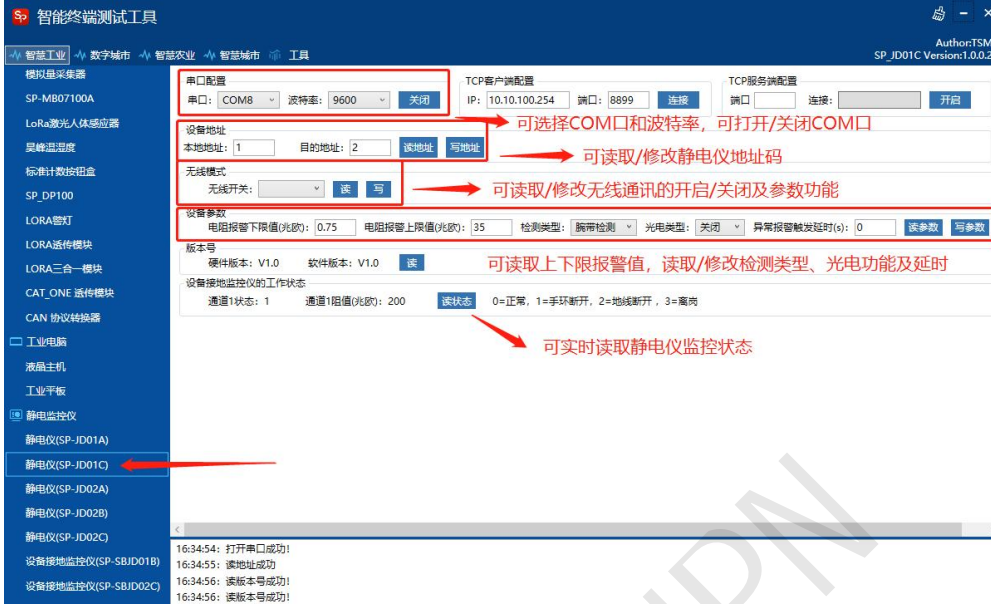 SP 智能终端测试工具
智慧工业 数字城市 智慧农业 智慧城市 工具
Author:TSM
SP_JD01C Version:1.0.0.2
模拟量采集器
SP-MB07100A
LoRa激光人体感应器
昊峰温湿度
标准计数按钮盒
SP_DP100
LORA警灯
LORA透传模块
LORA三合一模块
CAT_ONE 透传模块
CAN 协议转换器
工业电脑
液晶主机
工业平板
静电监控仪
静电仪(SP-JD01A)
静电仪(SP-JD01C)
静电仪(SP-JD02A)
静电仪(SP-JD02B)
静电仪(SP-JD02C)
设备接地监控仪(SP-SBJD01B)
设备接地监控仪(SP-SBJD02C)
串口配置
串口: COM8 波特率: 9600 关闭
TCP客户端配置
IP: 10.10.100.254 端口: 8899 连接
TCP服务端配置
端口 连接: 开启
可选择COM口和波特率，可打开/关闭COM口
设备地址
本地地址: 1 目的地址: 2 读地址 写地址
可读取/修改静电仪地址码
无线模式
无线开关: 读 写
可读取/修改无线通讯的开启/关闭及参数功能
设备参数
电阻报警下限值(兆欧): 0.75 电阻报警上限值(兆欧): 35 检测类型: 腕带检测 光电类型: 关闭 异常报警触发延时(s): 0 读参数 写参数
版本号
硬件版本: V1.0 软件版本: V1.0 读
可读取上下限报警值，读取/修改检测类型、光电功能及延时
设备接地监控仪的工作状态
通道1状态: 1 通道1阻值(兆欧): 200 读状态 0=正常，1=手环断开，2=地线断开，3=离岗
可实时读取静电仪监控状态
16:34:54: 打开串口成功!
16:34:55: 读地址成功
16:34:56: 读版本号成功!
16:34:56: 读版本号成功!